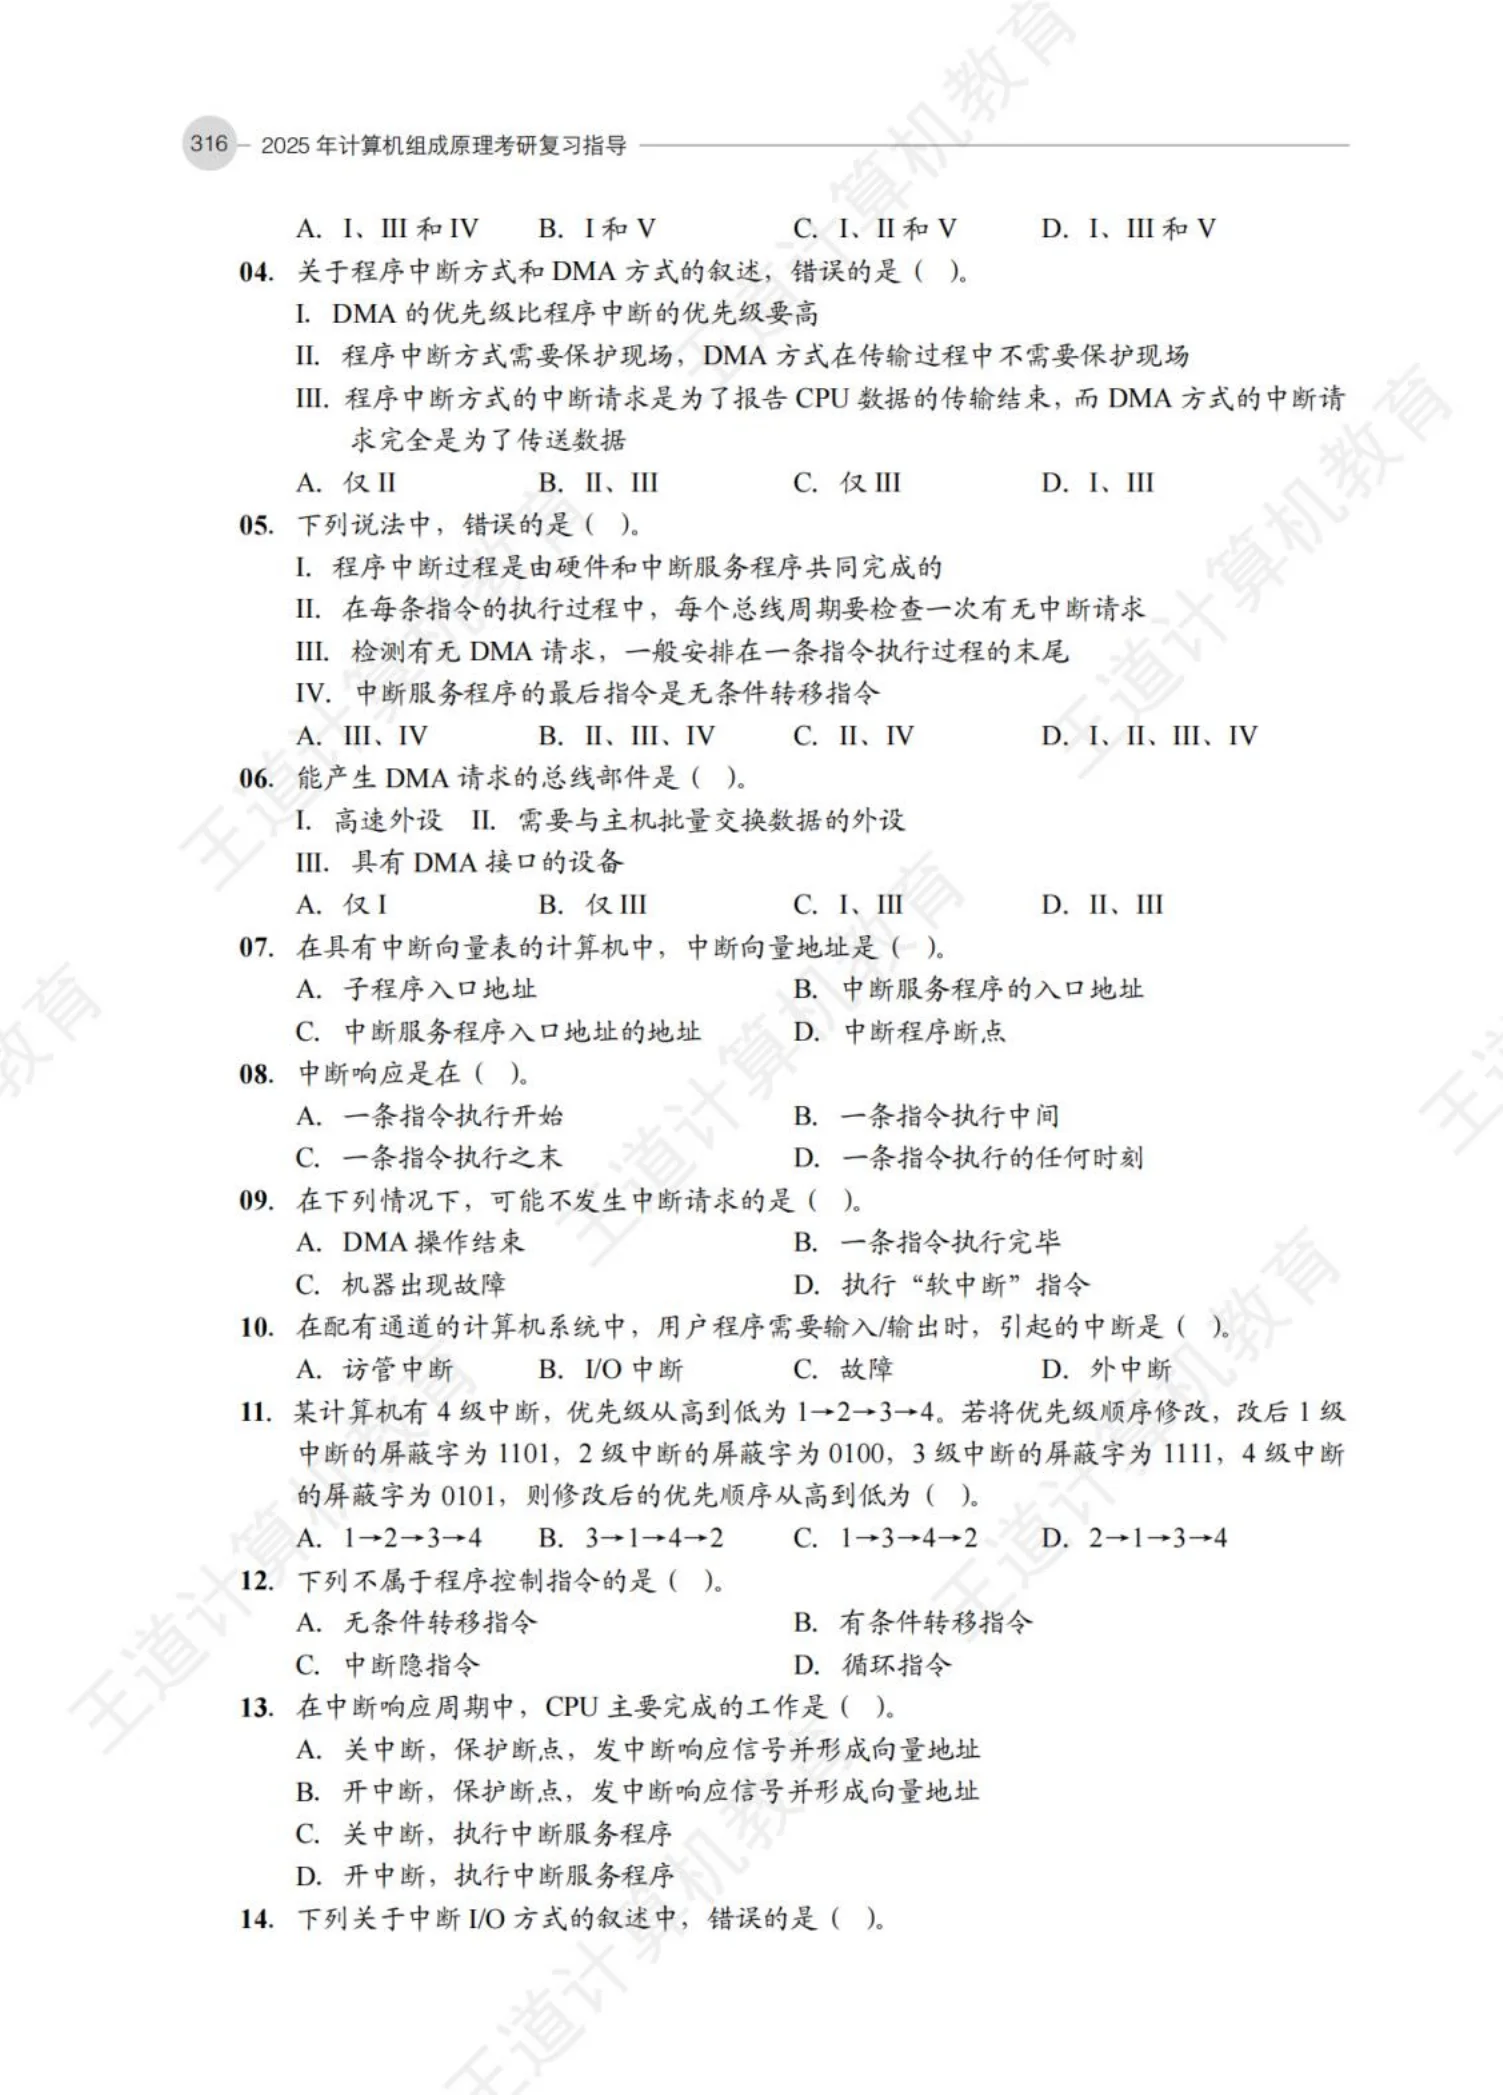 316 2025 年计算机组成原理考研复习指导
A. I、III 和 IV B. I 和 V C. I、II 和 V D. I、III 和 V
04. 关于程序中断方式和 DMA 方式的叙述，错误的是（ ）。
I. DMA 的优先级比程序中断的优先级要高
II. 程序中断方式需要保护现场，DMA 方式在传输过程中不需要保护现场
III. 程序中断方式的中断请求是为了报告 CPU 数据的传输结束，而 DMA 方式的中断请
求完全是为了传送数据
A. 仅 II B. II、III C. 仅 III D. I、III
05. 下列说法中，错误的是（ ）。
I. 程序中断过程是由硬件和中断服务程序共同完成的
II. 在每条指令的执行过程中，每个总线周期要检查一次有无中断请求
III. 检测有无 DMA 请求，一般安排在一条指令执行过程的末尾
IV. 中断服务程序的最后指令是无条件转移指令
A. III、IV B. II、III、IV C. II、IV D. I、II、III、IV
06. 能产生 DMA 请求的总线部件是（ ）。
I. 高速外设 II. 需要与主机批量交换数据的外设
III. 具有 DMA 接口的设备
A. 仅 I B. 仅 III C. I、III D. II、III
07. 在具有中断向量表的计算机中，中断向量地址是（ ）。
A. 子程序入口地址 B. 中断服务程序的入口地址
C. 中断服务程序入口地址的地址 D. 中断程序断点
08. 中断响应是在（ ）。
A. 一条指令执行开始 B. 一条指令执行中间
C. 一条指令执行之末 D. 一条指令执行的任何时刻
09. 在下列情况下，可能不发生中断请求的是（ ）。
A. DMA 操作结束 B. 一条指令执行完毕
C. 机器出现故障 D. 执行“软中断”指令
10. 在配有通道的计算机系统中，用户程序需要输入/输出时，引起的中断是（ ）。
A. 访管中断 B. I/O 中断 C. 故障 D. 外中断
11. 某计算机有 4 级中断，优先级从高到低为 1→2→3→4。若将优先级顺序修改，改后 1 级
中断的屏蔽字为 1101，2 级中断的屏蔽字为 0100，3 级中断的屏蔽字为 1111，4 级中断
的屏蔽字为 0101，则修改后的优先顺序从高到低为（ ）。
A. 1→2→3→4 B. 3→1→4→2 C. 1→3→4→2 D. 2→1→3→4
12. 下列不属于程序控制指令的是（ ）。
A. 无条件转移指令 B. 有条件转移指令
C. 中断隐指令 D. 循环指令
13. 在中断响应周期中，CPU 主要完成的工作是（ ）。
A. 关中断，保护断点，发中断响应信号并形成向量地址
B. 开中断，保护断点，发中断响应信号并形成向量地址
C. 关中断，执行中断服务程序
D. 开中断，执行中断服务程序
14. 下列关于中断 I/O 方式的叙述中，错误的是（ ）。
王道计算机教育